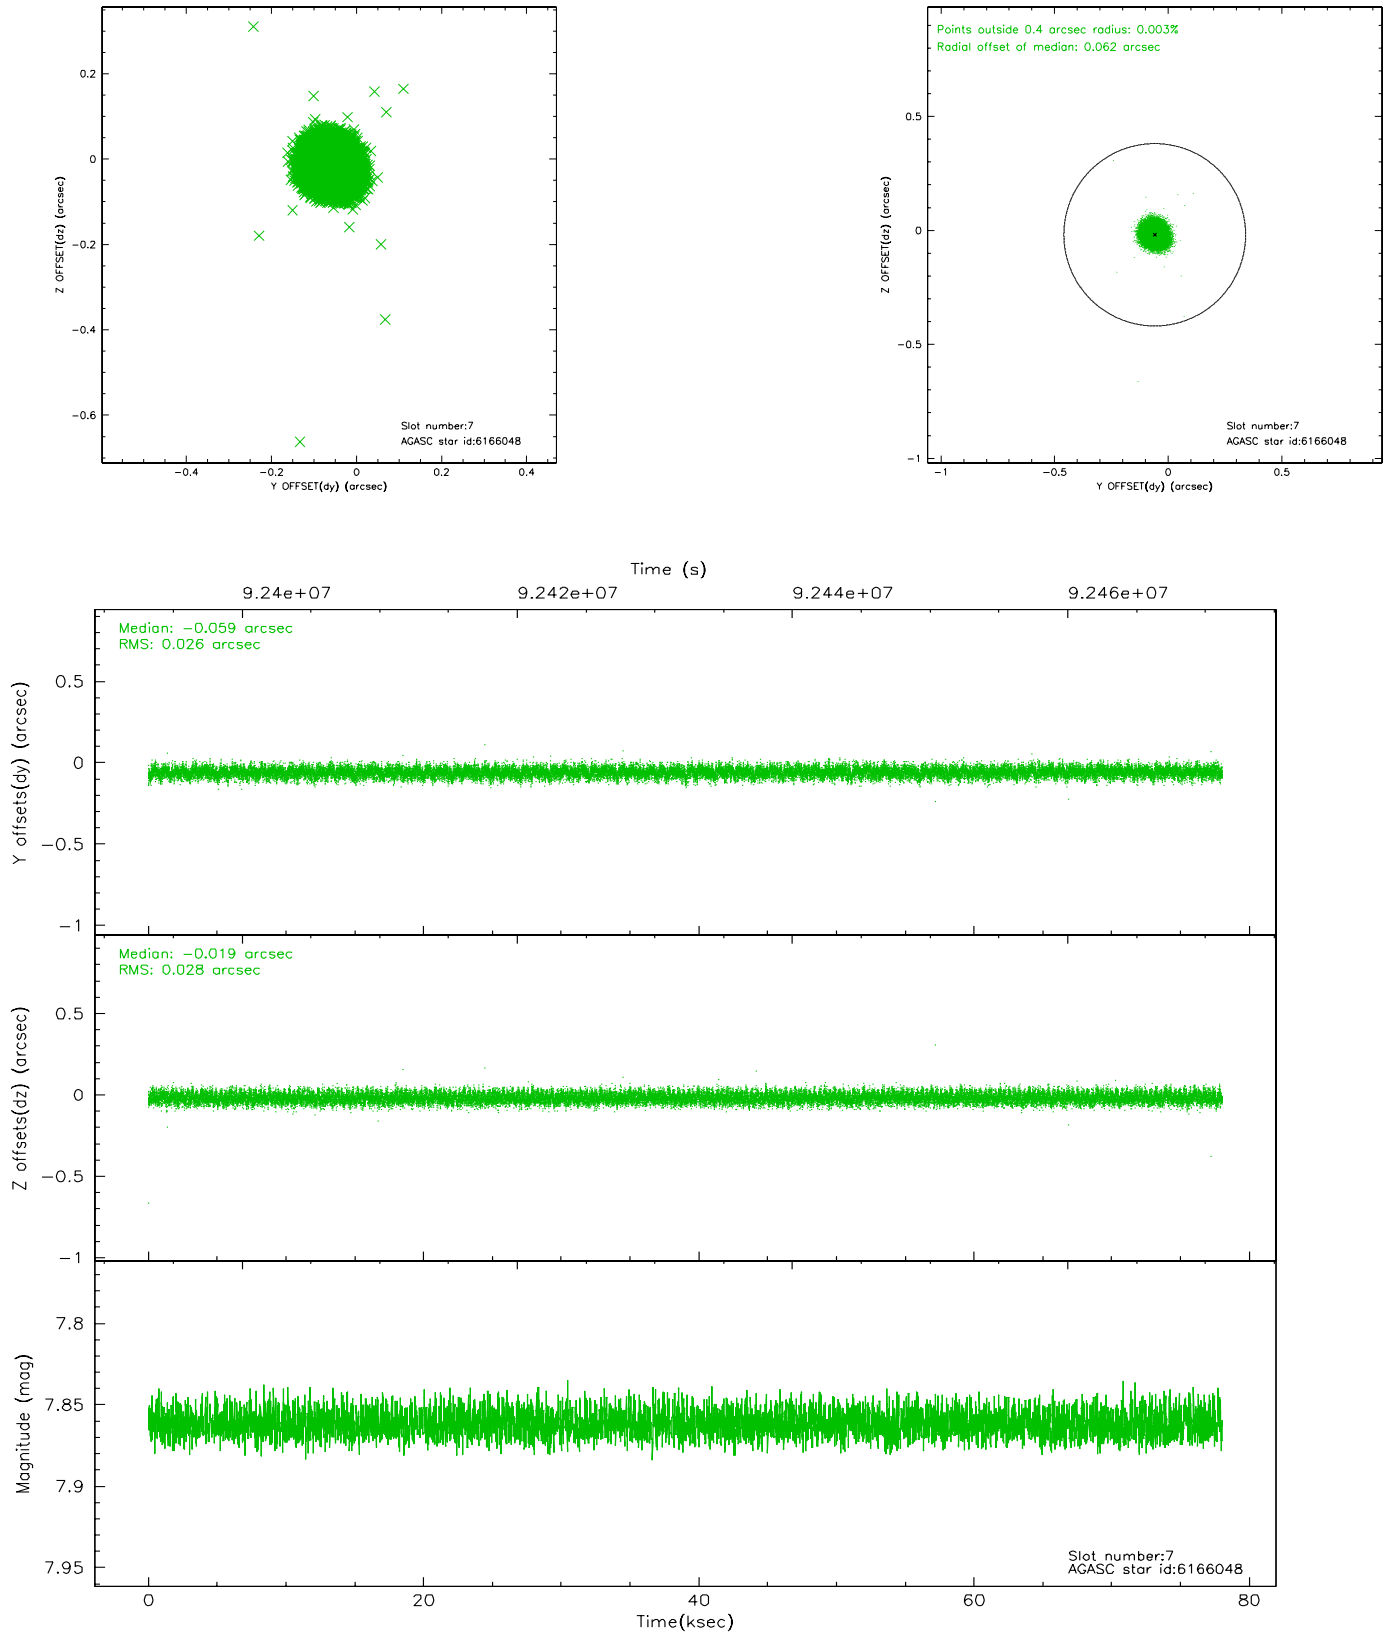 0.2
0
−0.2
−0.4
−0.6
Z OFFSET(dz) (arcsec)
Slot number:7
AGASC star id:6166048
−0.4 −0.2 0 0.2 0.4
Y OFFSET(dy) (arcsec)
Points outside 0.4 arcsec radius: 0.003%
Radial offset of median: 0.062 arcsec
0.5
0
−0.5
−1
Z OFFSET(dz) (arcsec)
Slot number:7
AGASC star id:6166048
−1 −0.5 0 0.5
Y OFFSET(dy) (arcsec)
Time (s)
9.24e+07 9.242e+07 9.244e+07 9.246e+07
Median: −0.059 arcsec
RMS: 0.026 arcsec
0.5
0
−0.5
−1
Y offsets(dy) (arcsec)
Median: −0.019 arcsec
RMS: 0.028 arcsec
0.5
0
−0.5
−1
Z offsets(dz) (arcsec)
7.8
7.85
7.9
7.95
Magnitude (mag)
Slot number:7
AGASC star id:6166048
0 20 40 60 80
Time(ksec)